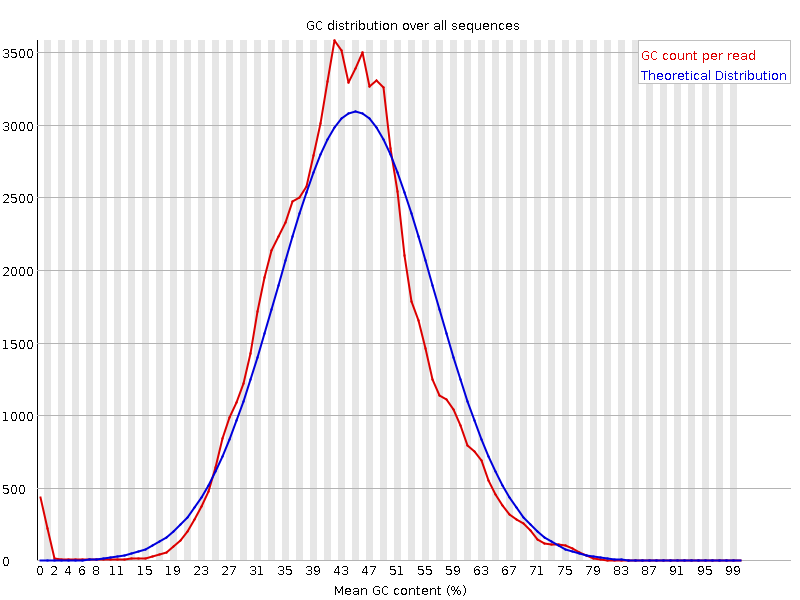 GC distribution over all sequences
GC count per read
Theoretical Distribution
3500
3000
2500
2000
1500
1000
500
0
0 2 4 6 8 11 15 19 23 27 31 35 39 43 47 51 55 59 63 67 71 75 79 83 87 91 95 99
Mean GC content (%)